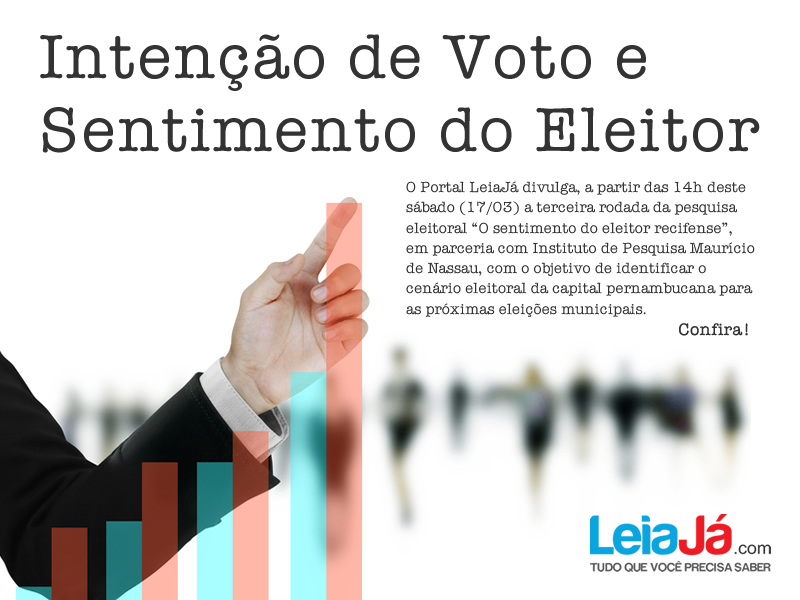 Intenção de Voto e
Sentimento do Eleitor
O Portal LeiaJá divulga, a partir das 14h deste
sábado (17/03) a terceira rodada da pesquisa
eleitoral “O sentimento do eleitor recifense”,
em parceria com Instituto de Pesquisa Maurício
de Nassau, com o objetivo de identificar o
cenário eleitoral da capital pernambucana para
as próximas eleições municipais.
Confira!
LeiaJá.com
TUDO QUE VOCÊ PRECISA SABER